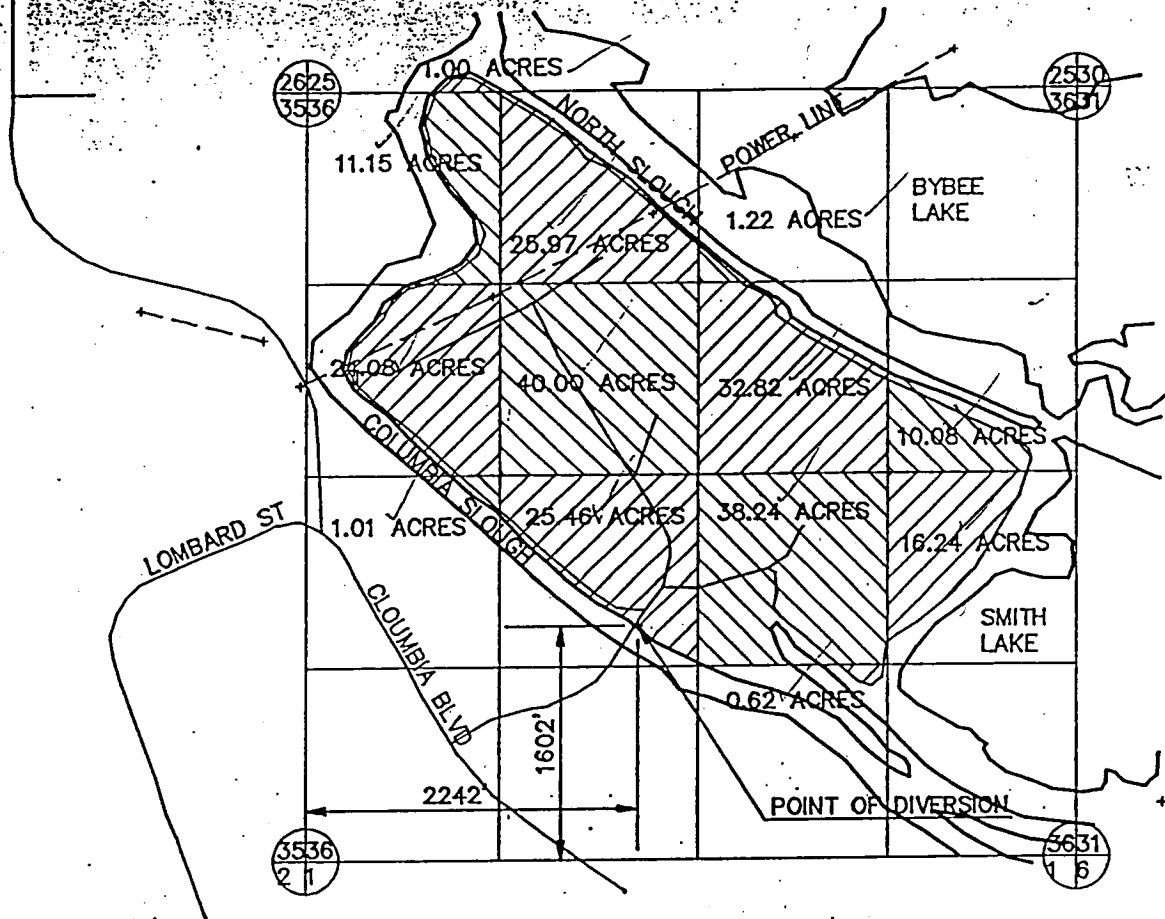 1.00 ACRES
2625
3536
2530
3631
NORTH SLOUGH
POWER LINE
11.15 ACRES
BYBEE
LAKE
1.22 ACRES
25.97 ACRES
24.08 ACRES
40.00 ACRES
32.82 ACRES
10.08 ACRES
COLUMBIA SLOUGH
1.01 ACRES
25.46 ACRES
38.24 ACRES
16.24 ACRES
LOMBARD ST
CLOUMBIA BLVD
SMITH
LAKE
0.62 ACRES
1602'
2242'
POINT OF DIVERSION
3536
2 1
3631
1 6